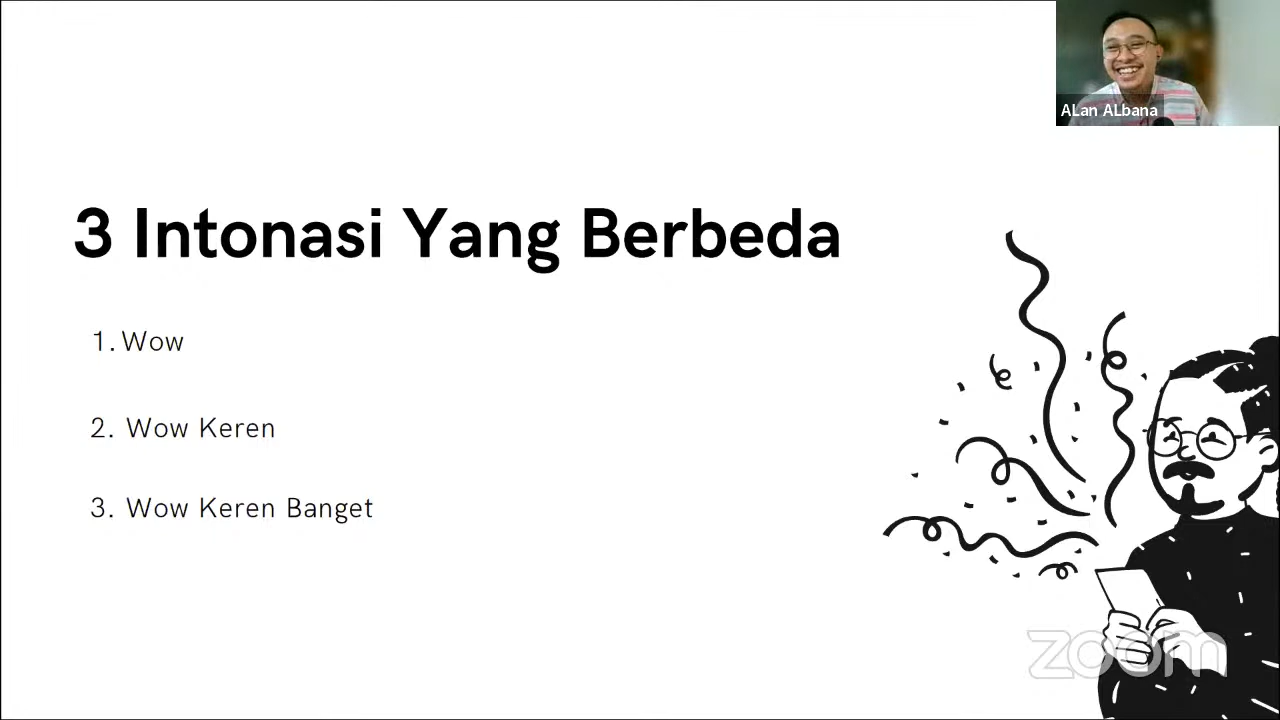 ALan ALbana
3 Intonasi Yang Berbeda
1. Wow
2. Wow Keren
3. Wow Keren Banget
zoom